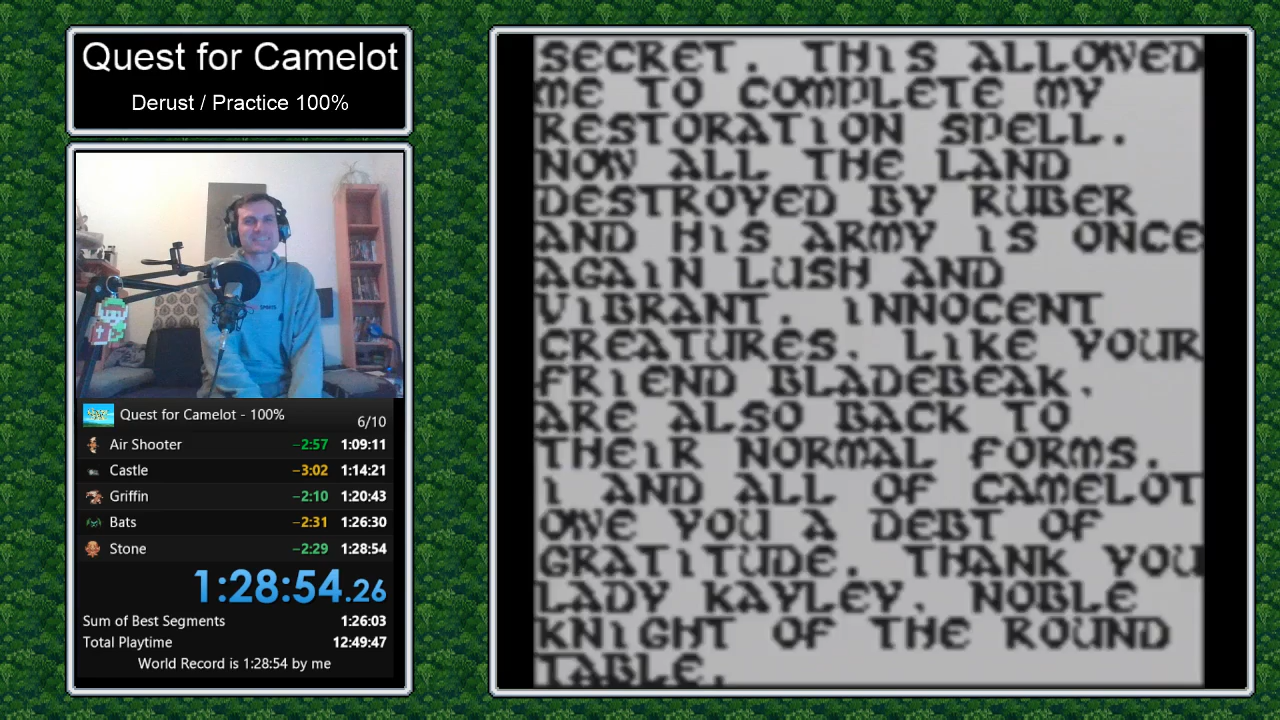 Quest for Camelot
Derust / Practice 100%
Quest for Camelot - 100%
6/10
Air Shooter -2:57 1:09:11
Castle -3:02 1:14:21
Griffin -2:10 1:20:43
Bats -2:31 1:26:30
Stone -2:29 1:28:54
1:28:54.26
Sum of Best Segments 1:26:03
Total Playtime 12:49:47
World Record is 1:28:54 by me
SECRET. THIS ALLOWED
ME TO COMPLETE MY
RESTORATION SPELL.
NOW ALL THE LAND
DESTROYED BY RUBER
AND HIS ARMY IS ONCE
AGAIN LUSH AND
VIBRANT. INNOCENT
CREATURES, LIKE YOUR
FRIEND BLADEBEAK,
ARE ALSO BACK TO
THEIR NORMAL FORMS.
I AND ALL OF CAMELOT
OWE YOU A DEBT OF
GRATITUDE. THANK YOU
LADY KAYLEY, NOBLE
KNIGHT OF THE ROUND
TABLE.